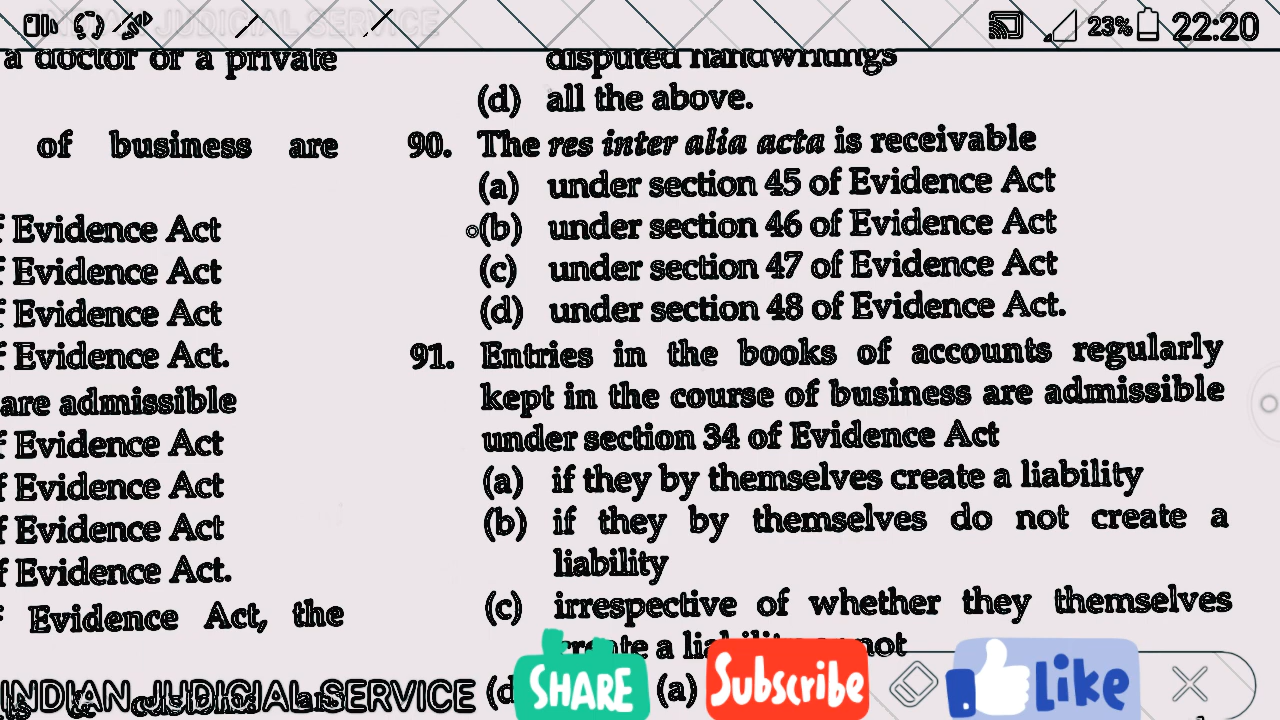 INDIAN JUDICIAL SERVICE
23% 22:20
a doctor or a private
of business are
Evidence Act
Evidence Act
Evidence Act
Evidence Act.
are admissible
Evidence Act
Evidence Act
Evidence Act
Evidence Act.
Evidence Act, the
disputed handwritings
(d) all the above.
90. The res inter alia acta is receivable
(a) under section 45 of Evidence Act
(b) under section 46 of Evidence Act
(c) under section 47 of Evidence Act
(d) under section 48 of Evidence Act.
91. Entries in the books of accounts regularly
kept in the course of business are admissible
under section 34 of Evidence Act
(a) if they by themselves create a liability
(b) if they by themselves do not create a
liability
(c) irrespective of whether they themselves
create a liability or not
(d (a)
INDIAN JUDICIAL SERVICE
SHARE
Subscribe
Like